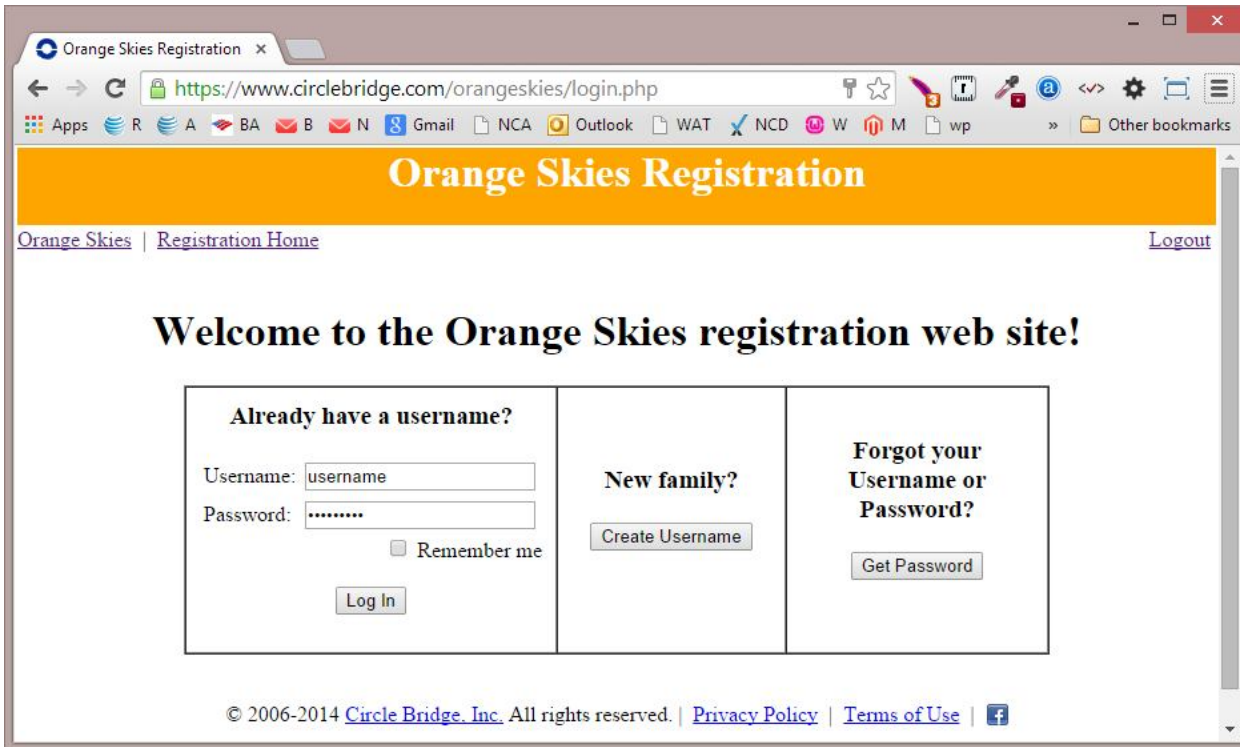 Orange Skies Registration
https://www.circlebridge.com/orangeskies/login.php
Apps R A BA B N Gmail NCA Outlook WAT NCD W M wp » Other bookmarks
Orange Skies Registration
Orange Skies | Registration Home Logout
Welcome to the Orange Skies registration web site!
Already have a username?
Username: username
Password: •••••••••
Remember me
Log In
New family?
Create Username
Forgot your
Username or
Password?
Get Password
© 2006-2014 Circle Bridge, Inc. All rights reserved. | Privacy Policy | Terms of Use |